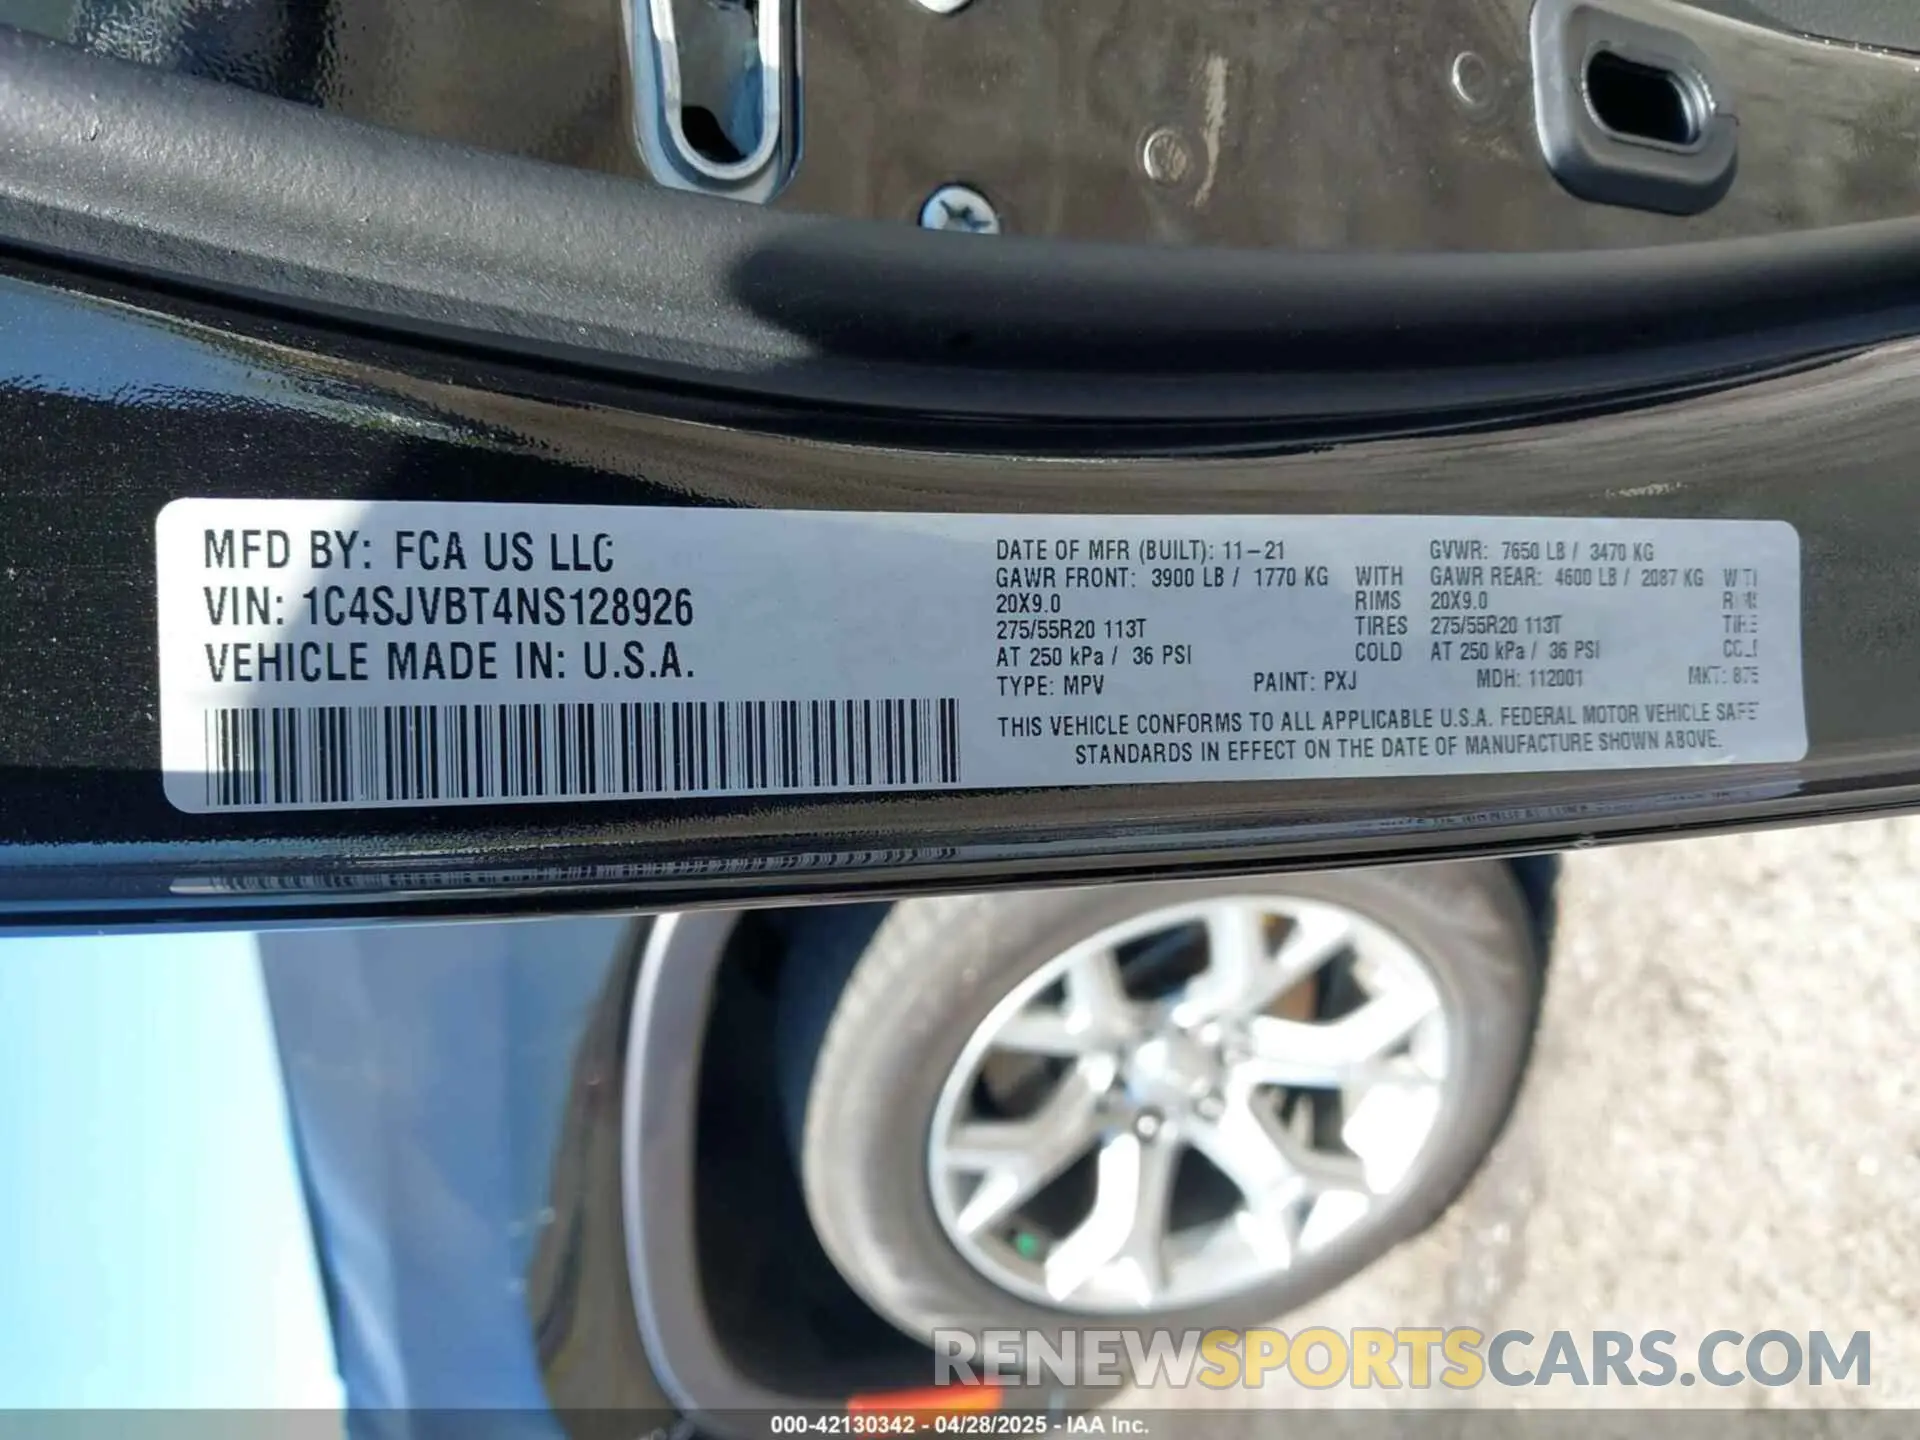 MFD BY: FCA US LLC
VIN: 1C4SJVBT4NS128926
VEHICLE MADE IN: U.S.A.
DATE OF MFR (BUILT): 11-21 GVWR: 7650 LB / 3470 KG
GAWR FRONT: 3900 LB / 1770 KG WITH GAWR REAR: 4600 LB / 2087 KG
20X9.0 RIMS 20X9.0
275/55R20 113T TIRES 275/55R20 113T
AT 250 kPa / 36 PSI COLD AT 250 kPa / 36 PSI
TYPE: MPV PAINT: PXJ MDH: 112001 MKT:
THIS VEHICLE CONFORMS TO ALL APPLICABLE U.S.A. FEDERAL MOTOR VEHICLE
STANDARDS IN EFFECT ON THE DATE OF MANUFACTURE SHOWN ABOVE.
RENEWSPORTSCARS.COM
000-42130342 - 04/28/2025 - IAA Inc.